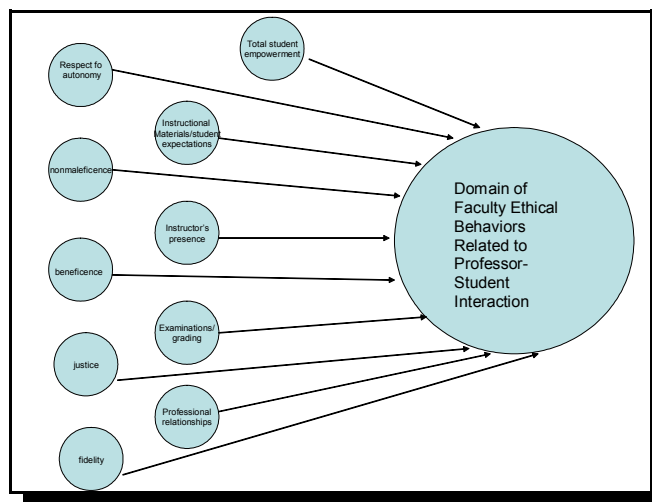 Total student
empowerment
Respect fo
autonomy
Instructional
Materials/student
expectations
nonmaleficence
Instructor's
presence
beneficence
Examinations/
grading
justice
Professional
relationships
fidelity
Domain of
Faculty Ethical
Behaviors
Related to
Professor-
Student
Interaction